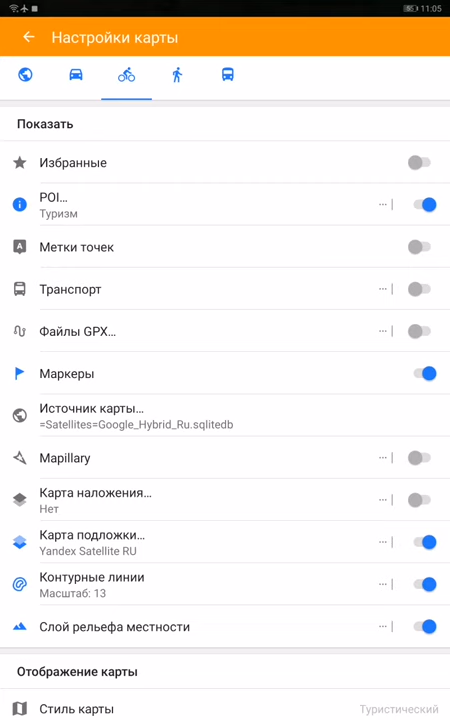 11:05
Настройки карты
Показать
Избранные
POI...
Туризм
Метки точек
Транспорт
Файлы GPX...
Маркеры
Источник карты...
=Satellites=Google_Hybrid_Ru.sqlitedb
Mapillary
Карта наложения...
Нет
Карта подложки...
Yandex Satellite RU
Контурные линии
Масштаб: 13
Слой рельефа местности
Отображение карты
Стиль карты Туристический